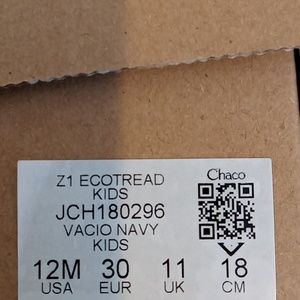 Z1 ECOTREAD
KIDS
Chaco
JCH180296
VACIO NAVY
KIDS
12M 30 11 18
USA EUR UK CM